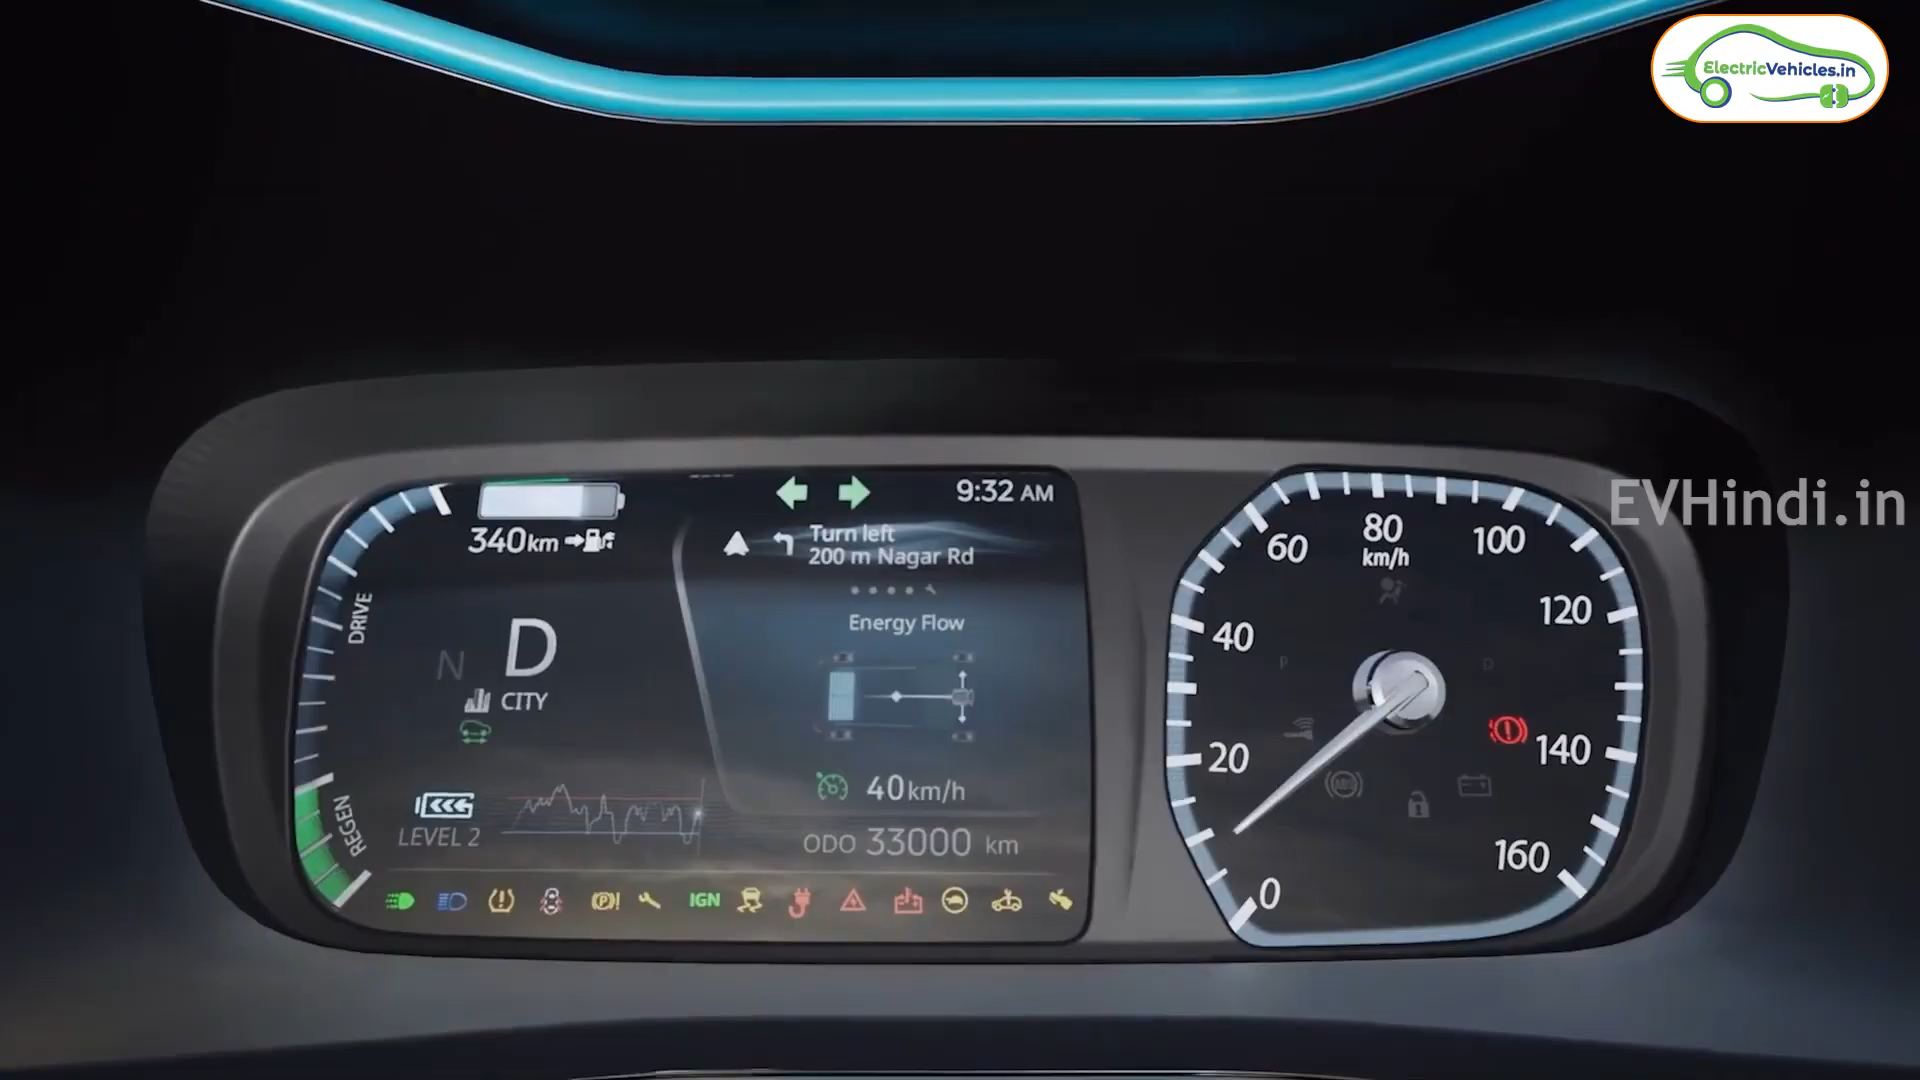 ElectricVehicles.in
EVHindi.in
9:32 AM
340km
Turn left
200 m Nagar Rd
Energy Flow
DRIVE
N D
CITY
REGEN
LEVEL 2
40km/h
ODO 33000 km
IGN
0
20
40
60
80
km/h
100
120
140
160
P
D
ABS